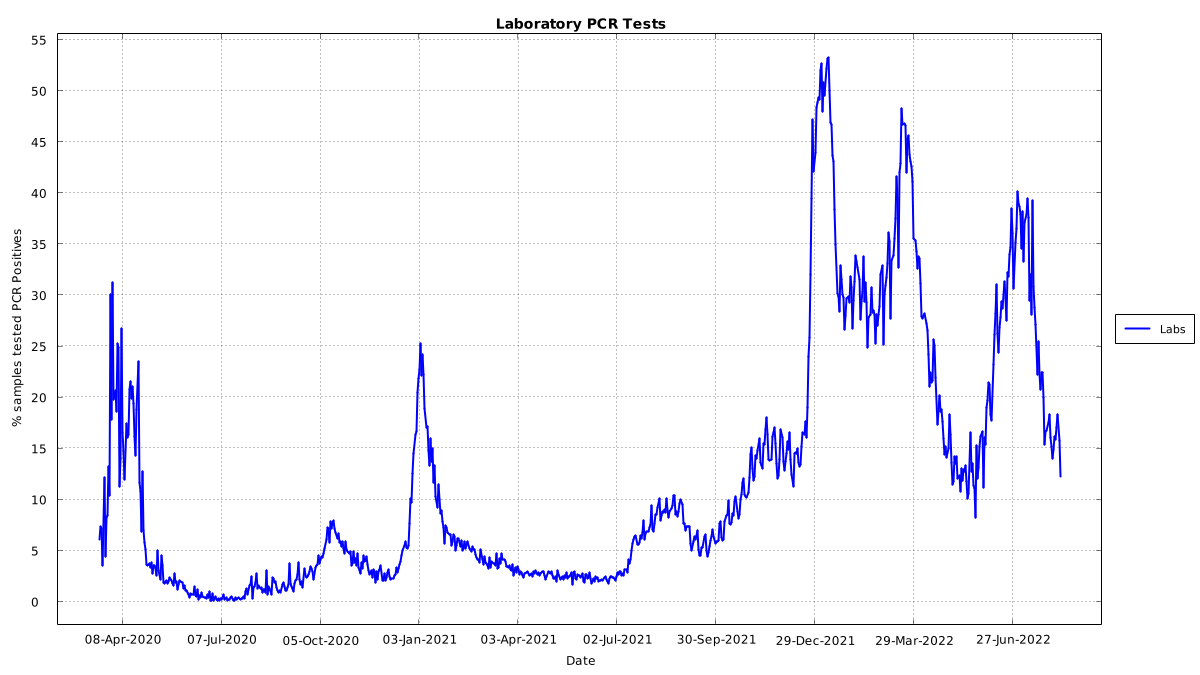 Laboratory PCR Tests
55
50
45
40
35
30
25
20
15
10
5
0
% samples tested PCR Positives
08-Apr-2020 07-Jul-2020 05-Oct-2020 03-Jan-2021 03-Apr-2021 02-Jul-2021 30-Sep-2021 29-Dec-2021 29-Mar-2022 27-Jun-2022
Date
Labs